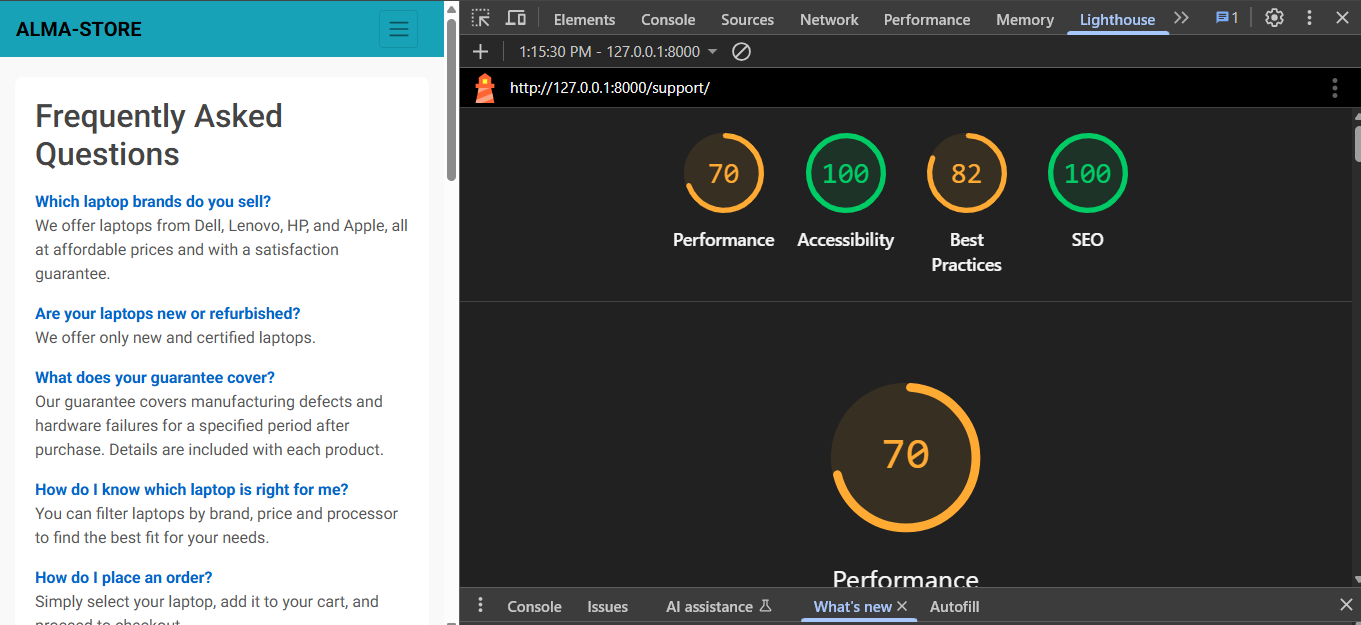 ALMA-STORE
Frequently Asked
Questions
Which laptop brands do you sell?
We offer laptops from Dell, Lenovo, HP, and Apple, all
at affordable prices and with a satisfaction
guarantee.
Are your laptops new or refurbished?
We offer only new and certified laptops.
What does your guarantee cover?
Our guarantee covers manufacturing defects and
hardware failures for a specified period after
purchase. Details are included with each product.
How do I know which laptop is right for me?
You can filter laptops by brand, price and processor
to find the best fit for your needs.
How do I place an order?
Simply select your laptop, add it to your cart, and
proceed to checkout.
Elements Console Sources Network Performance Memory Lighthouse 1
1:15:30 PM - 127.0.0.1:8000
http://127.0.0.1:8000/support/
70 100 82 100
Performance Accessibility Best Practices SEO
70
Performance
Console Issues AI assistance What's new Autofill